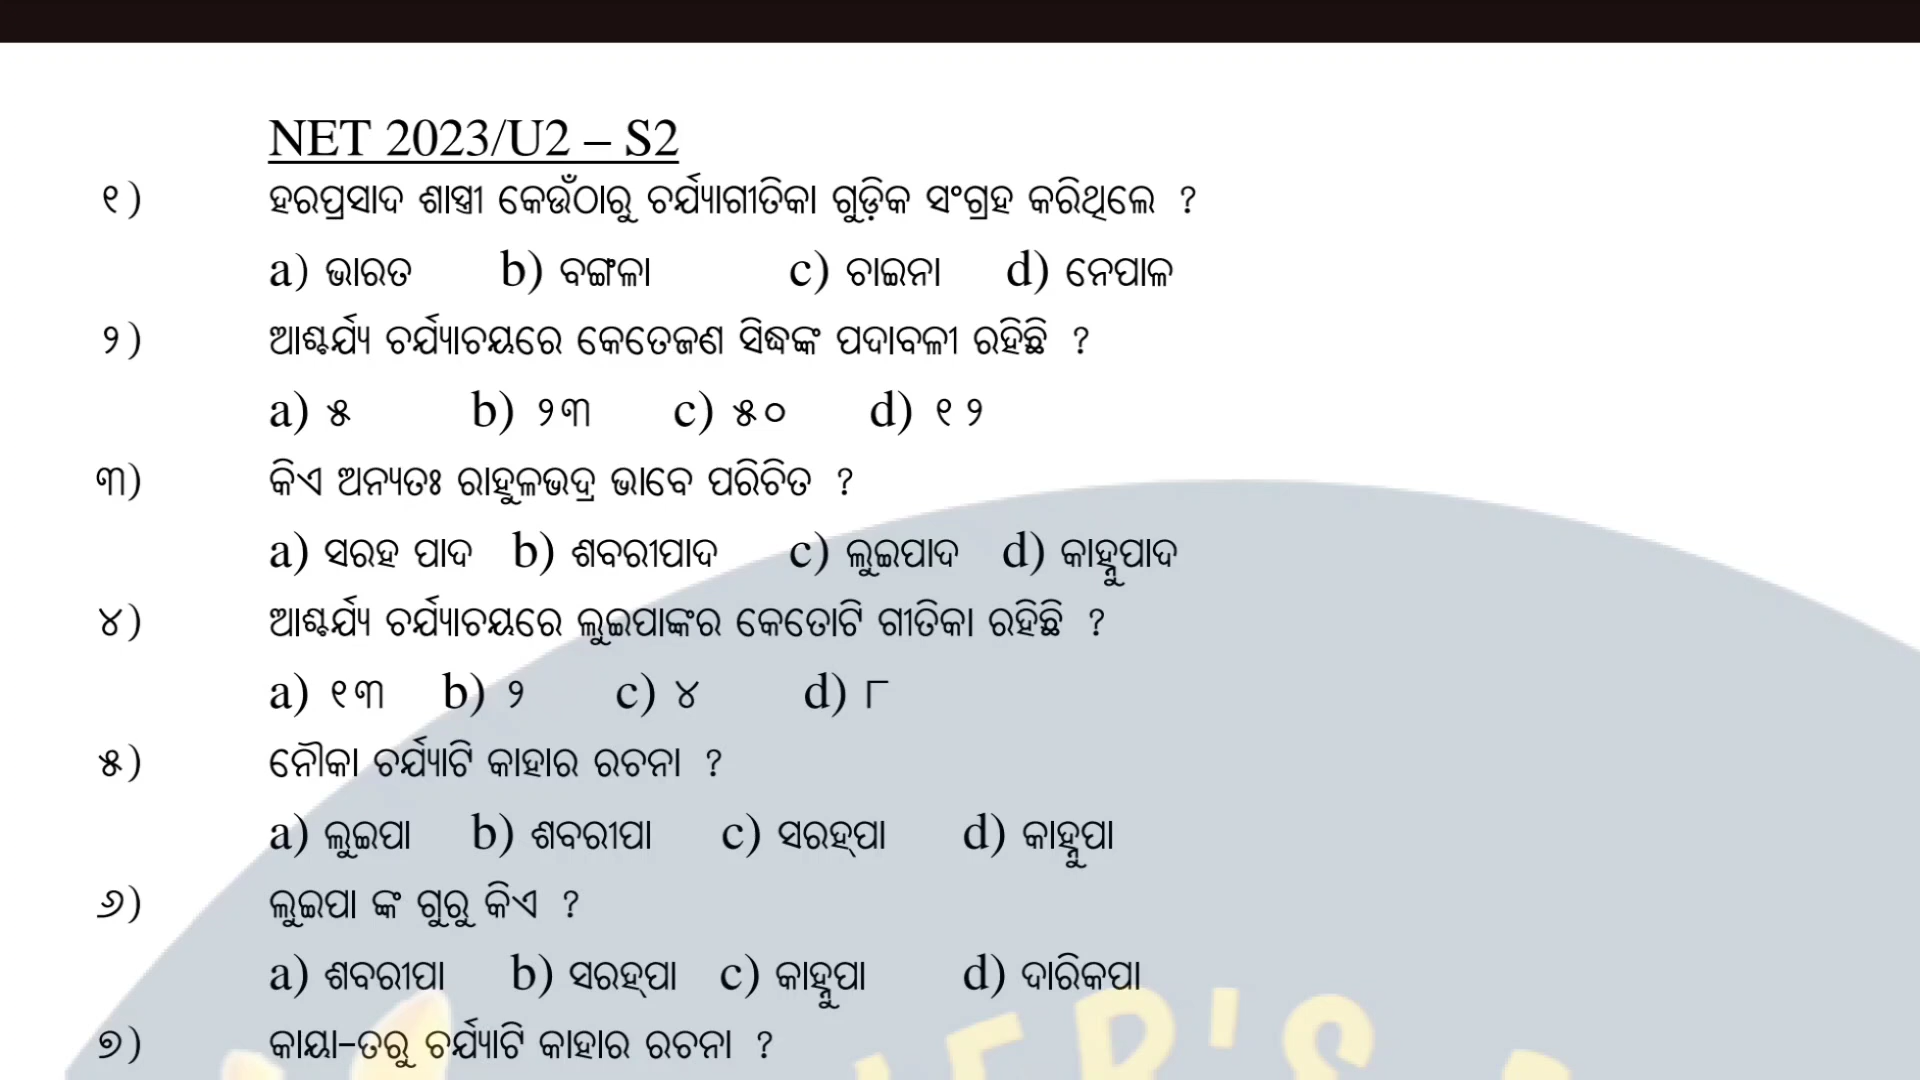 NET 2023/U2 – S2
୧) ହରପ୍ରସାଦ ଶାସ୍ତ୍ରୀ କେଉଁଠାରୁ ଚର୍ଯ୍ୟାଗୀତିକା ଗୁଡ଼ିକ ସଂଗ୍ରହ କରିଥିଲେ ?
a) ଭାରତ b) ବଙ୍ଗଳା c) ଚାଇନା d) ନେପାଳ
୨) ଆଶ୍ଚର୍ଯ୍ୟ ଚର୍ଯ୍ୟାଚୟରେ କେତେଜଣ ସିଦ୍ଧଙ୍କ ପଦାବଳୀ ରହିଛି ?
a) ୫ b) ୨୩ c) ୫୦ d) ୧୨
୩) କିଏ ଅନ୍ୟତଃ ରାହୁଳଭଦ୍ର ଭାବେ ପରିଚିତ ?
a) ସରହ ପାଦ b) ଶବରୀପାଦ c) ଲୁଇପାଦ d) କାହ୍ନୁପାଦ
୪) ଆଶ୍ଚର୍ଯ୍ୟ ଚର୍ଯ୍ୟାଚୟରେ ଲୁଇପାଙ୍କର କେତୋଟି ଗୀତିକା ରହିଛି ?
a) ୧୩ b) ୨ c) ୪ d) ୮
୫) ନୌକା ଚର୍ଯ୍ୟାଟି କାହାର ରଚନା ?
a) ଲୁଇପା b) ଶବରୀପା c) ସରହ୍ପା d) କାହ୍ନୁପା
୬) ଲୁଇପା ଙ୍କ ଗୁରୁ କିଏ ?
a) ଶବରୀପା b) ସରହ୍ପା c) କାହ୍ନୁପା d) ଦାରିକପା
୭) କାୟା-ତରୁ ଚର୍ଯ୍ୟାଟି କାହାର ରଚନା ?